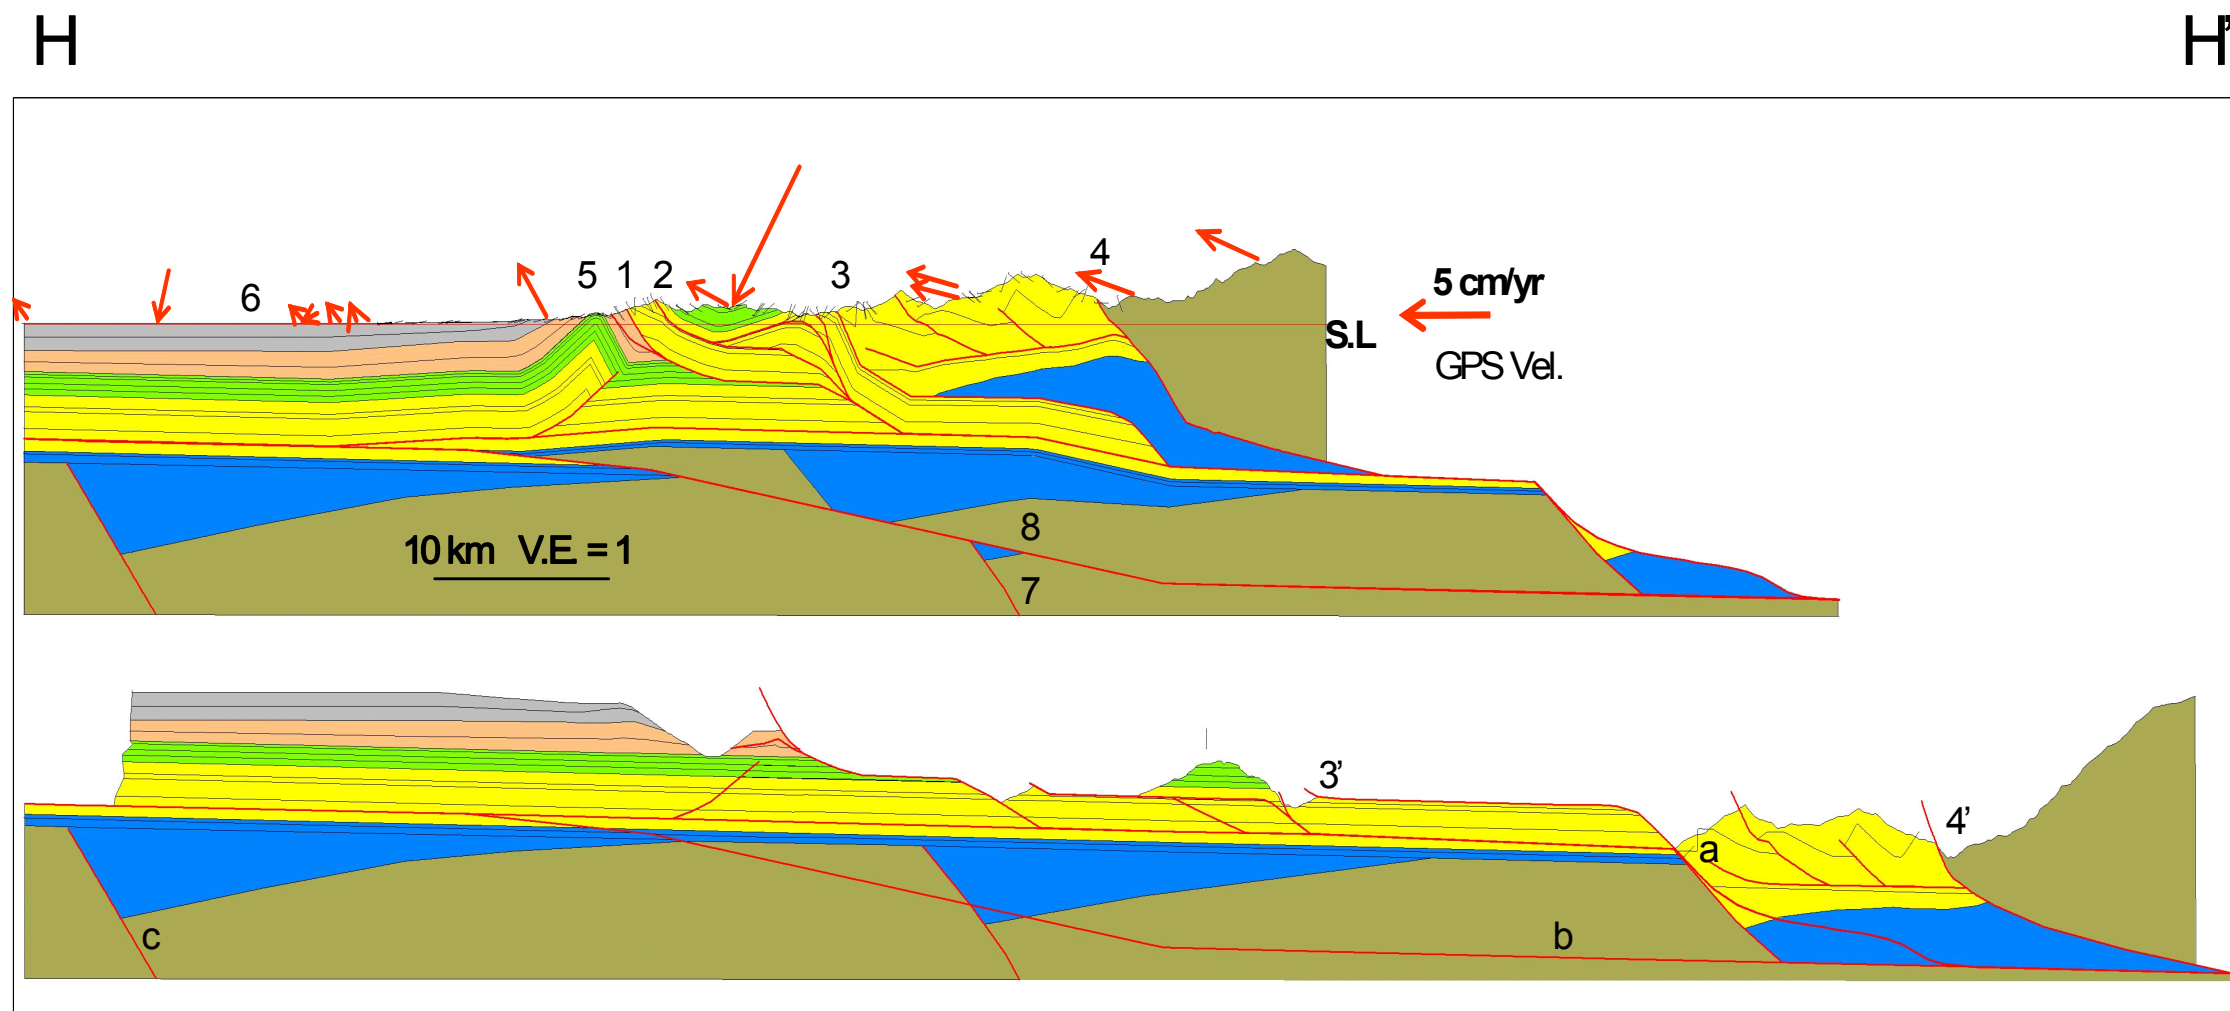 H H'
4
5 1 2 3
6
5 cm/yr
S.L
GPS Vel.
8
10 km V.E. = 1
7
3'
4'
a
c b